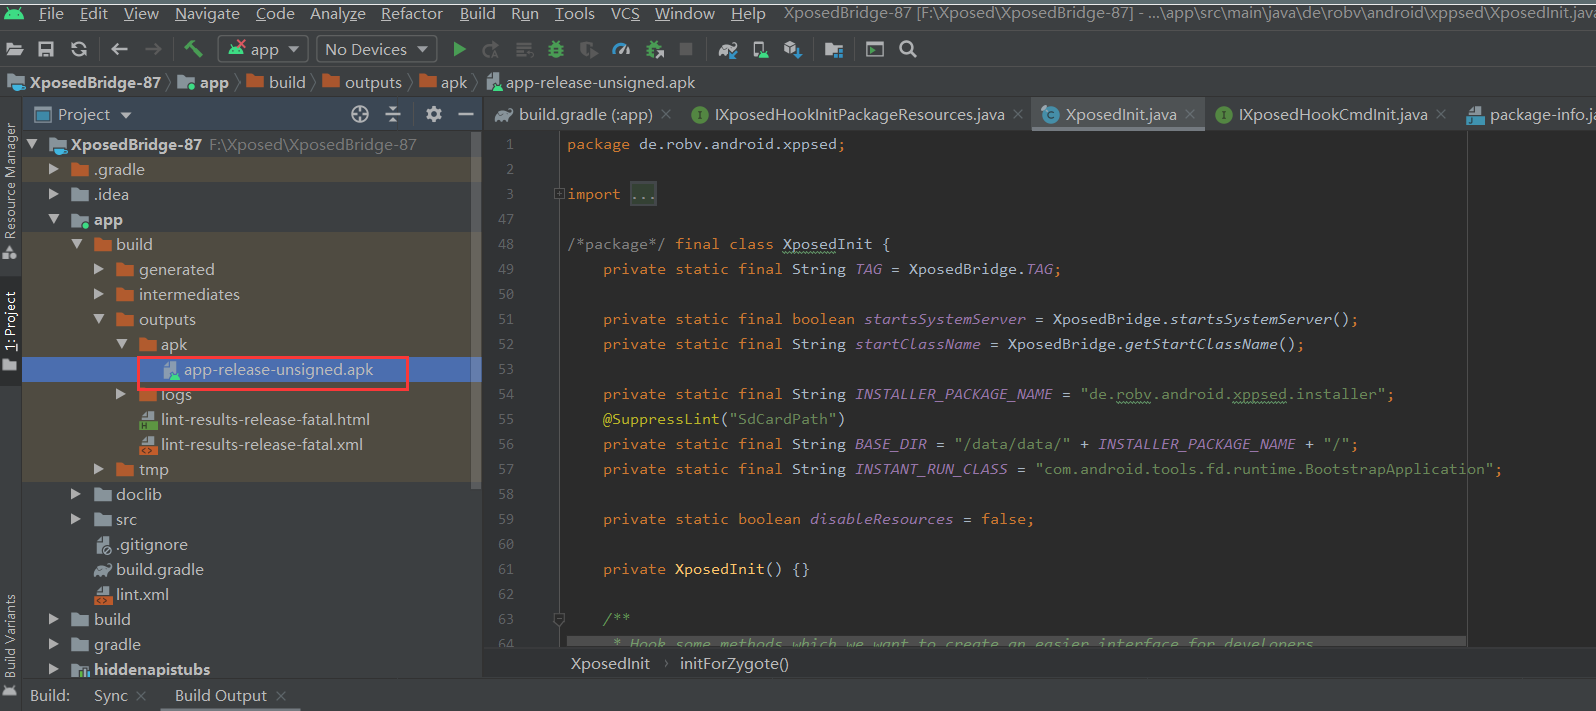 File Edit View Navigate Code Analyze Refactor Build Run Tools VCS Window Help XposedBridge-87 [F:\Xposed\XposedBridge-87] - ...\app\src\main\java\de\robv\android\xppsed\XposedInit.java
app No Devices
XposedBridge-87 app build outputs apk app-release-unsigned.apk
Project
build.gradle (:app) IXposedHookInitPackageResources.java XposedInit.java IXposedHookCmdInit.java package-info.ja
Resource Manager
1: Project
Build Variants
XposedBridge-87 F:\Xposed\XposedBridge-87
.gradle
.idea
app
build
generated
intermediates
outputs
apk
app-release-unsigned.apk
logs
lint-results-release-fatal.html
lint-results-release-fatal.xml
tmp
doclib
src
.gitignore
build.gradle
lint.xml
build
gradle
hiddenapistubs
1 package de.robv.android.xppsed;
2
3 import ...
47
48 /*package*/ final class XposedInit {
49 private static final String TAG = XposedBridge.TAG;
50
51 private static final boolean startsSystemServer = XposedBridge.startsSystemServer();
52 private static final String startClassName = XposedBridge.getStartClassName();
53
54 private static final String INSTALLER_PACKAGE_NAME = "de.robv.android.xppsed.installer";
55 @SuppressLint("SdCardPath")
56 private static final String BASE_DIR = "/data/data/" + INSTALLER_PACKAGE_NAME + "/";
57 private static final String INSTANT_RUN_CLASS = "com.android.tools.fd.runtime.BootstrapApplication";
58
59 private static boolean disableResources = false;
60
61 private XposedInit() {}
62
63 /**
64 * Hook some methods which we want to create an easier interface for developers
XposedInit › initForZygote()
Build: Sync Build Output